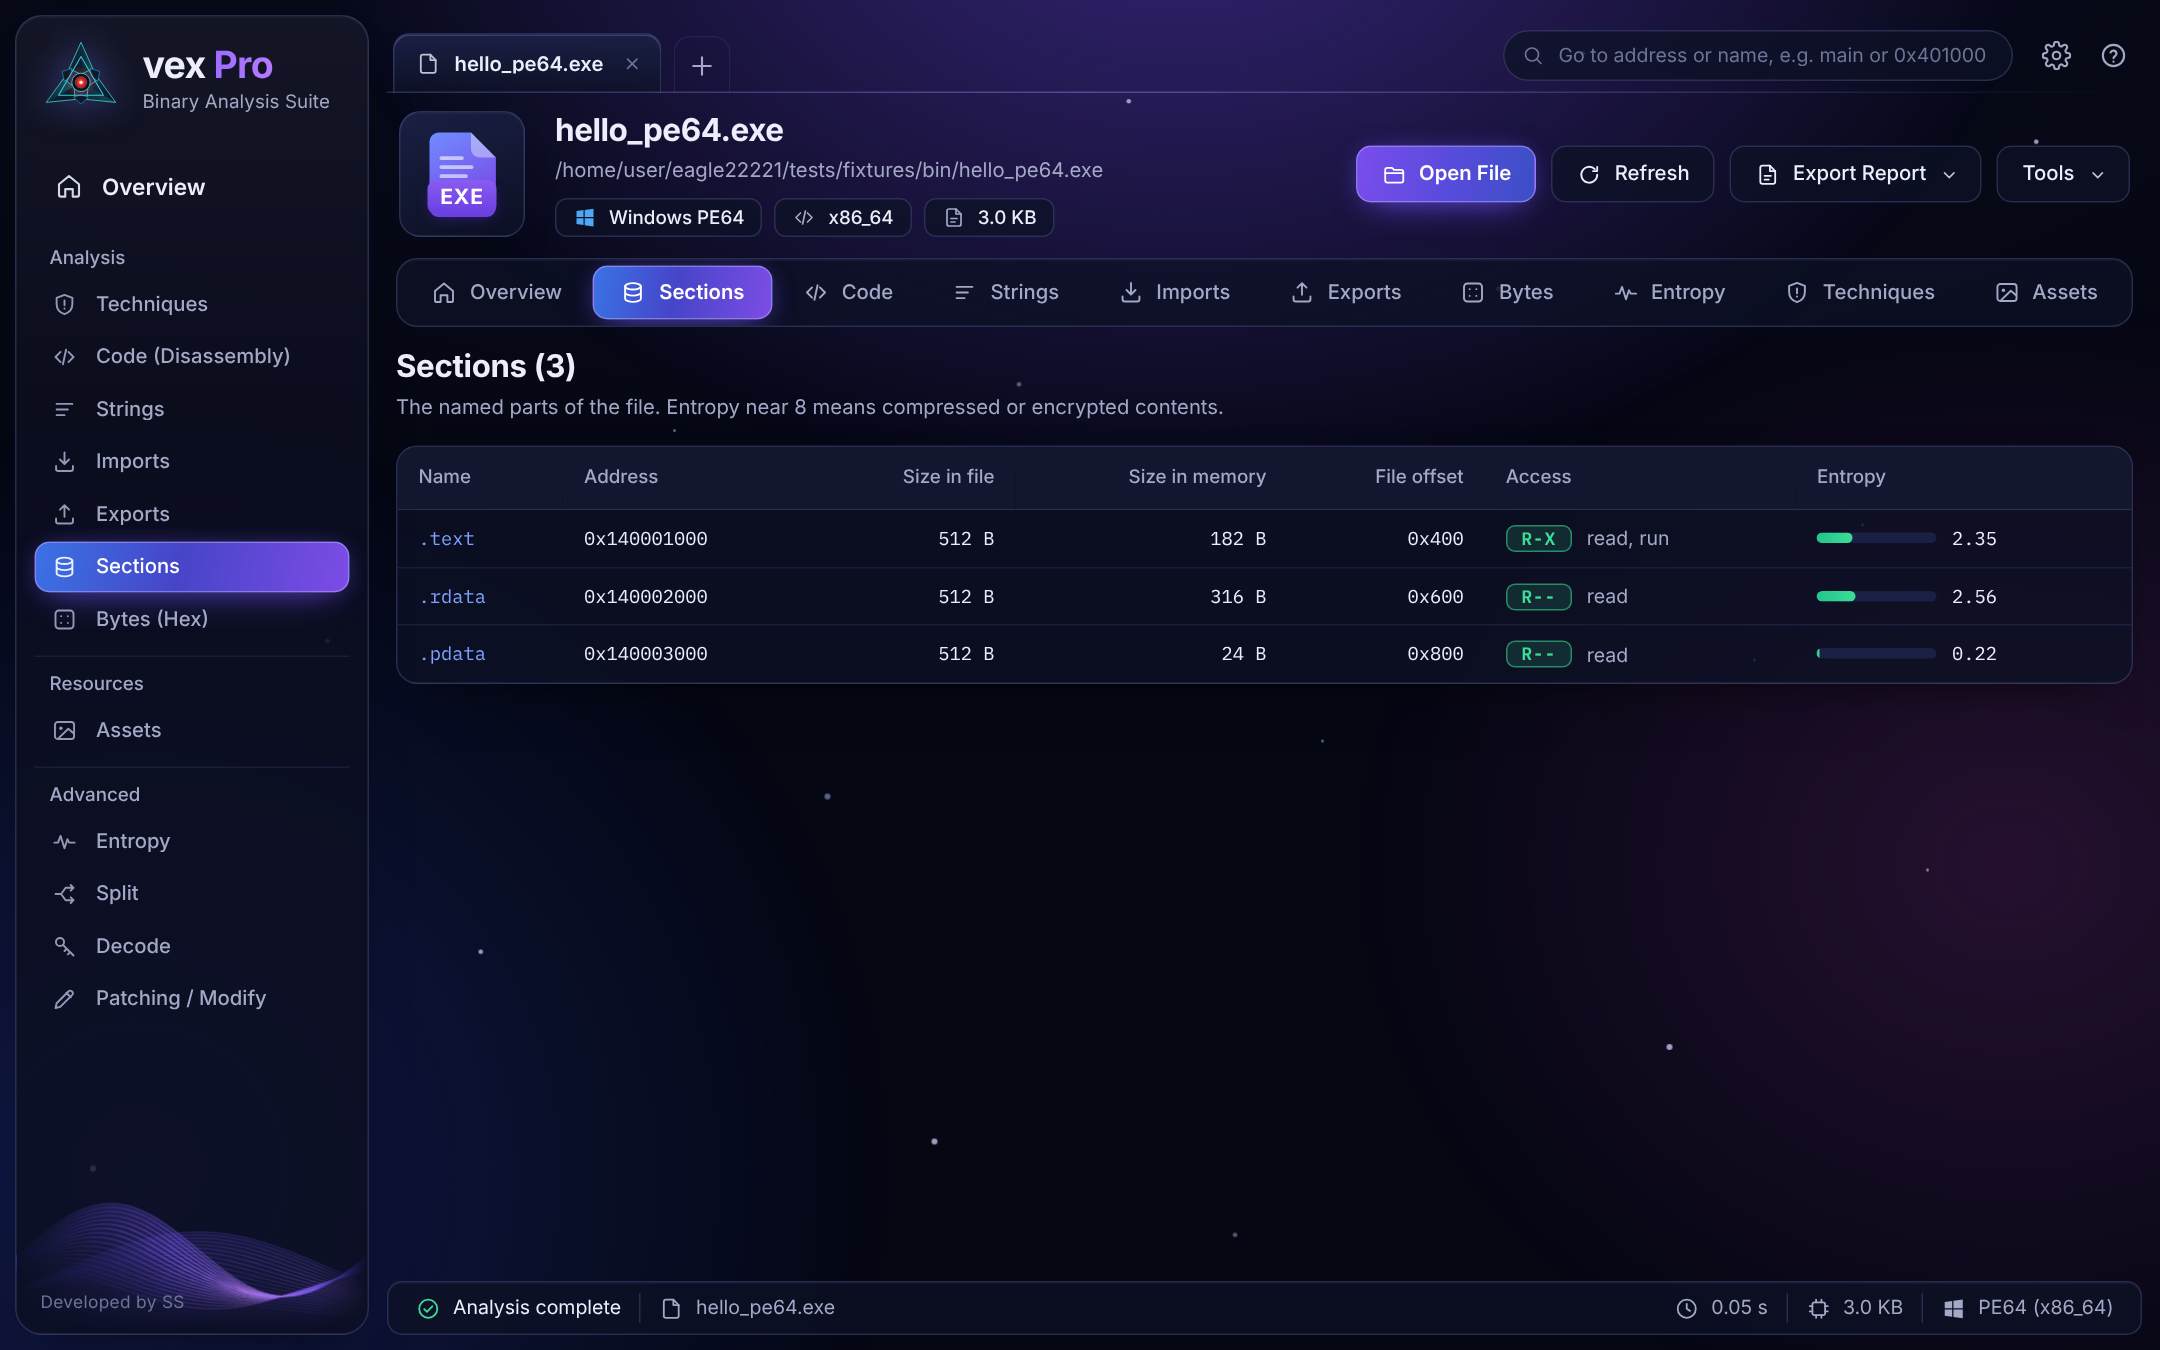 vex Pro
Binary Analysis Suite
Overview
Analysis
Techniques
Code (Disassembly)
Strings
Imports
Exports
Sections
Bytes (Hex)
Resources
Assets
Advanced
Entropy
Split
Decode
Patching / Modify
Developed by SS
hello_pe64.exe
Go to address or name, e.g. main or 0x401000
EXE
hello_pe64.exe
/home/user/eagle22221/tests/fixtures/bin/hello_pe64.exe
Windows PE64 x86_64 3.0 KB
Open File Refresh Export Report Tools
Overview Sections Code Strings Imports Exports Bytes Entropy Techniques Assets
Sections (3)
The named parts of the file. Entropy near 8 means compressed or encrypted contents.
Name Address Size in file Size in memory File offset Access Entropy
.text 0x140001000 512 B 182 B 0x400 R-X read, run 2.35
.rdata 0x140002000 512 B 316 B 0x600 R-- read 2.56
.pdata 0x140003000 512 B 24 B 0x800 R-- read 0.22
Analysis complete hello_pe64.exe 0.05 s 3.0 KB PE64 (x86_64)